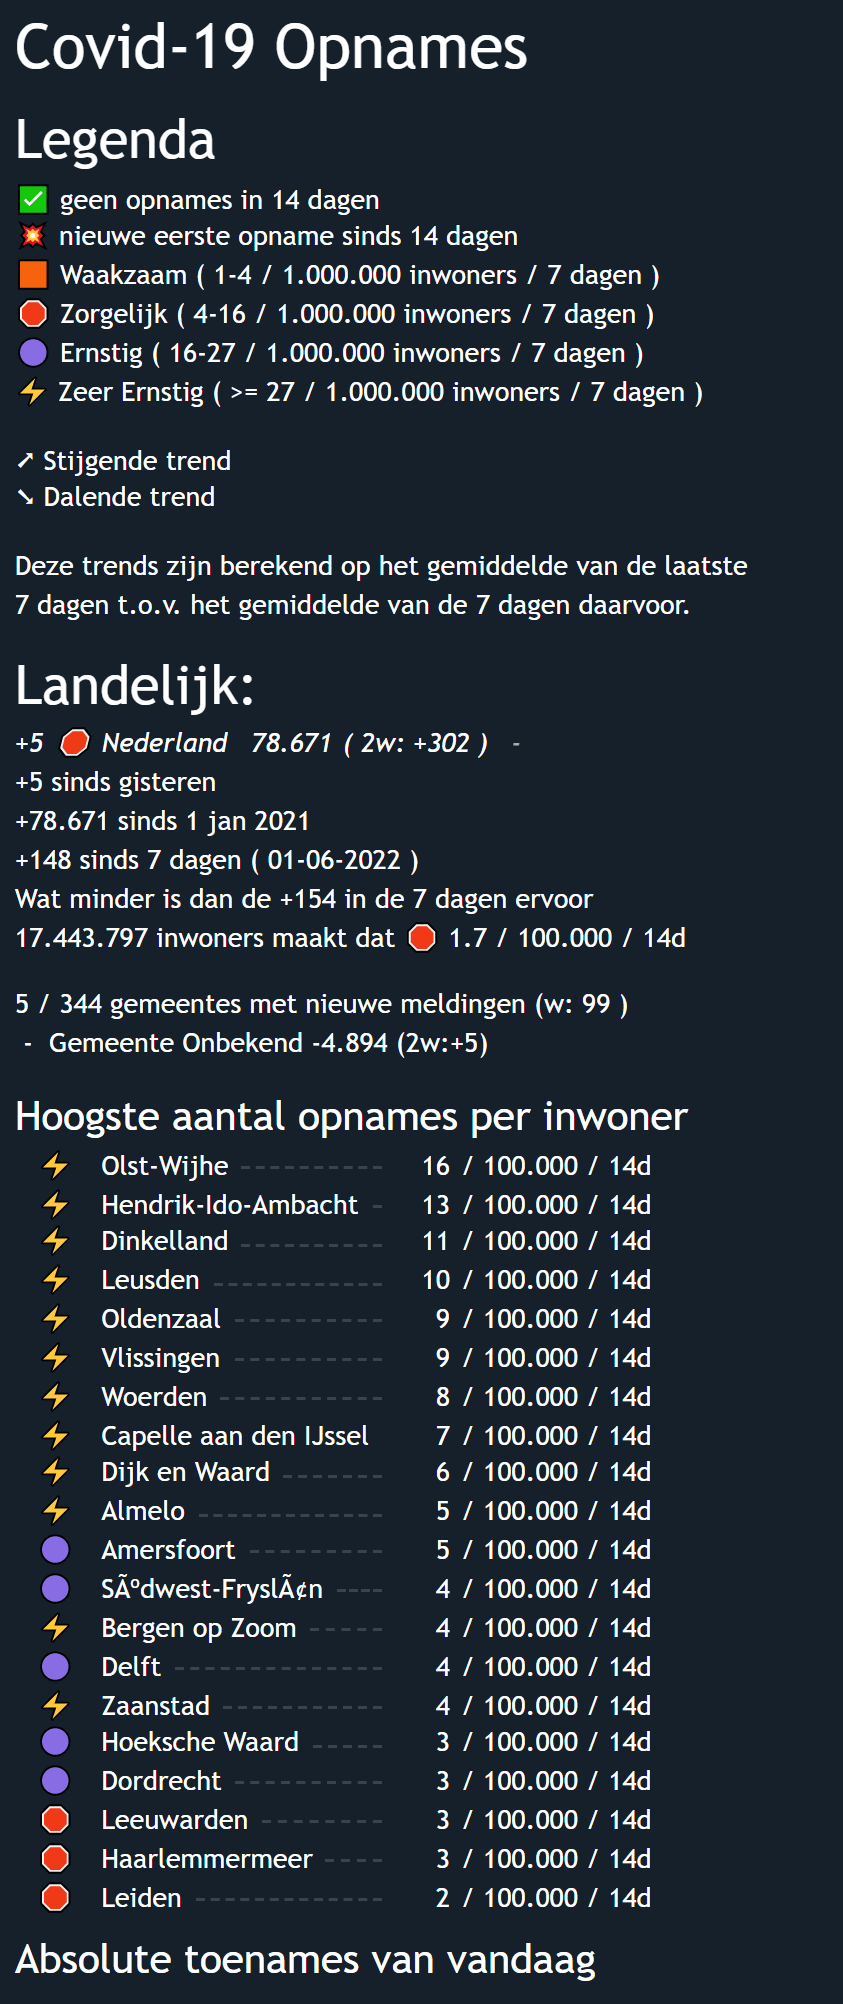 Covid-19 Opnames
Legenda
✅ geen opnames in 14 dagen
💥 nieuwe eerste opname sinds 14 dagen
🟧 Waakzaam ( 1-4 / 1.000.000 inwoners / 7 dagen )
🛑 Zorgelijk ( 4-16 / 1.000.000 inwoners / 7 dagen )
🟣 Ernstig ( 16-27 / 1.000.000 inwoners / 7 dagen )
⚡ Zeer Ernstig ( >= 27 / 1.000.000 inwoners / 7 dagen )
➚ Stijgende trend
➘ Dalende trend
Deze trends zijn berekend op het gemiddelde van de laatste
7 dagen t.o.v. het gemiddelde van de 7 dagen daarvoor.
Landelijk:
+5 🛑 Nederland 78.671 ( 2w: +302 ) -
+5 sinds gisteren
+78.671 sinds 1 jan 2021
+148 sinds 7 dagen ( 01-06-2022 )
Wat minder is dan de +154 in de 7 dagen ervoor
17.443.797 inwoners maakt dat 🛑 1.7 / 100.000 / 14d
5 / 344 gemeentes met nieuwe meldingen (w: 99 )
- Gemeente Onbekend -4.894 (2w:+5)
Hoogste aantal opnames per inwoner
⚡ Olst-Wijhe ---------- 16 / 100.000 / 14d
⚡ Hendrik-Ido-Ambacht - 13 / 100.000 / 14d
⚡ Dinkelland ---------- 11 / 100.000 / 14d
⚡ Leusden ------------ 10 / 100.000 / 14d
⚡ Oldenzaal ----------- 9 / 100.000 / 14d
⚡ Vlissingen ----------- 9 / 100.000 / 14d
⚡ Woerden ------------ 8 / 100.000 / 14d
⚡ Capelle aan den IJssel 7 / 100.000 / 14d
⚡ Dijk en Waard ------- 6 / 100.000 / 14d
⚡ Almelo ------------- 5 / 100.000 / 14d
🟣 Amersfoort ---------- 5 / 100.000 / 14d
🟣 SÃºdwest-FryslÃ¢n ---- 4 / 100.000 / 14d
⚡ Bergen op Zoom ----- 4 / 100.000 / 14d
🟣 Delft --------------- 4 / 100.000 / 14d
⚡ Zaanstad ------------ 4 / 100.000 / 14d
🟣 Hoeksche Waard ----- 3 / 100.000 / 14d
🟣 Dordrecht ----------- 3 / 100.000 / 14d
🛑 Leeuwarden --------- 3 / 100.000 / 14d
🛑 Haarlemmermeer ---- 3 / 100.000 / 14d
🛑 Leiden ------------- 2 / 100.000 / 14d
Absolute toenames van vandaag